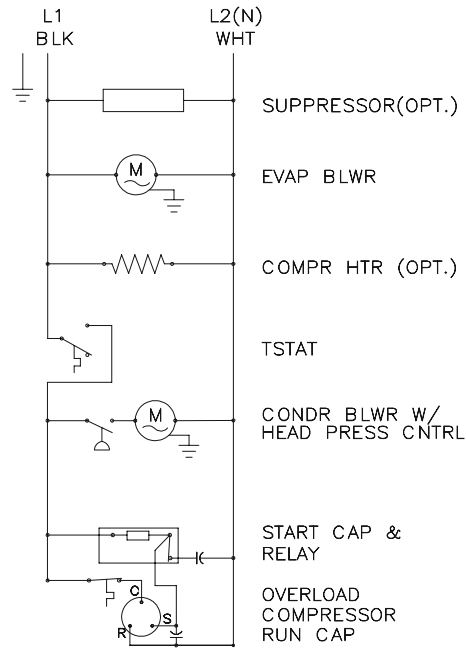 L1 L2(N)
BLK WHT
SUPPRESSOR(OPT.)
M
EVAP BLWR
COMPR HTR (OPT.)
TSTAT
M
CONDR BLWR W/
HEAD PRESS CNTRL
START CAP &
RELAY
C
S
R
OVERLOAD
COMPRESSOR
RUN CAP